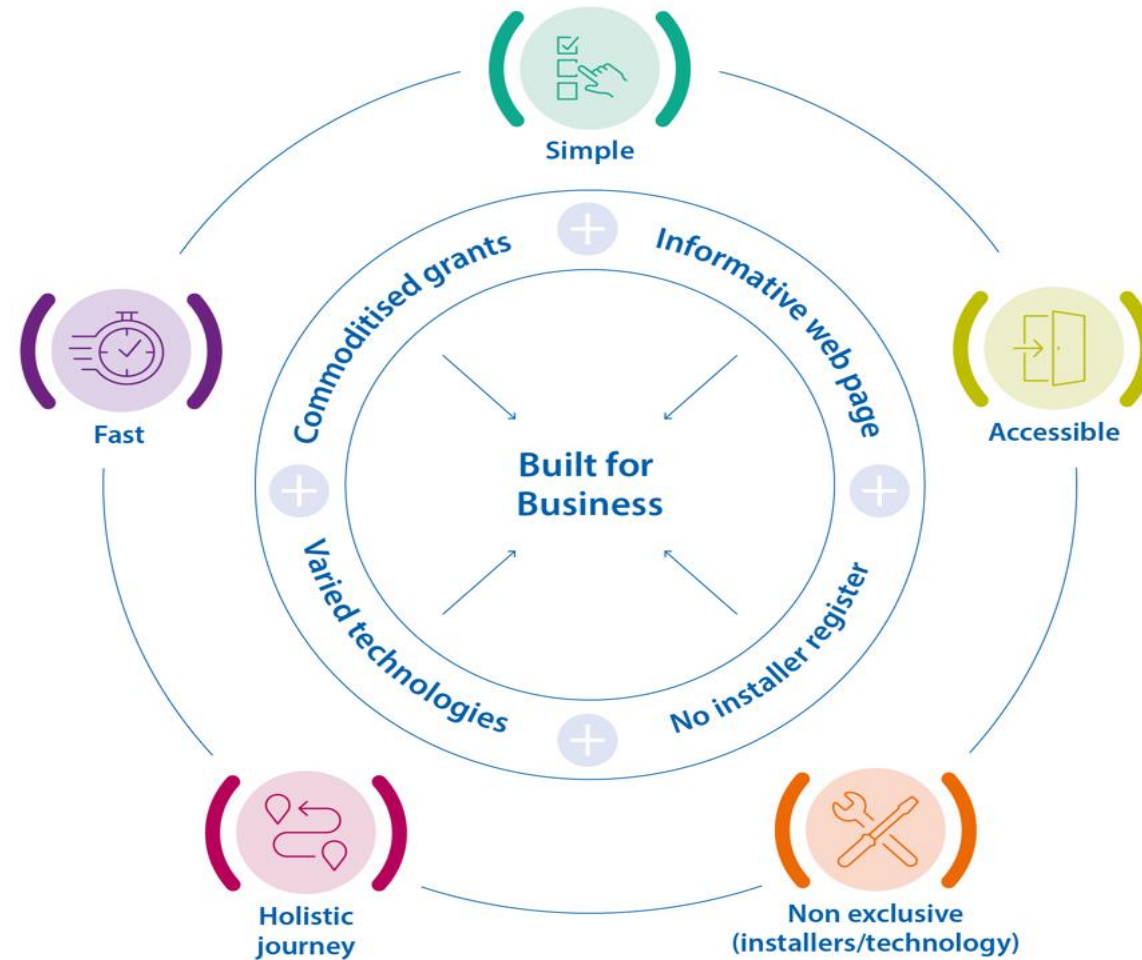 Simple
Commodifised grants
Informative web page
Fast
Accessible
Built for
Business
Varied technologies
No installer register
Holistic
journey
Non exclusive
(installers/technology)